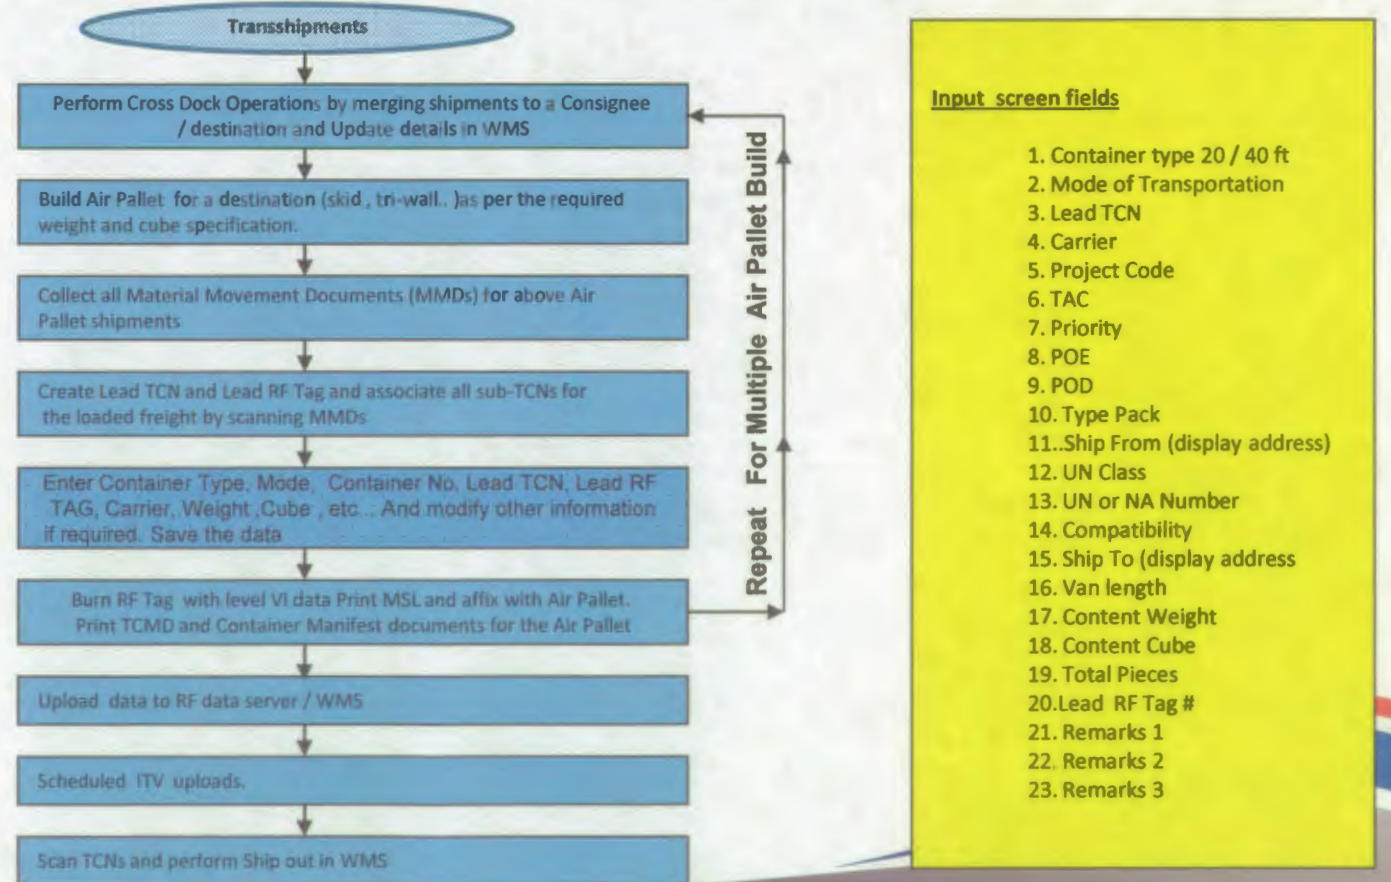 Transshipments
Perform Cross Dock Operations by merging shipments to a Consignee
/ destination and Update details in WMS
Build Air Pallet for a destination (skid , tri-wall.. )as per the required
weight and cube specification.
Collect all Material Movement Documents (MMDs) for above Air
Pallet shipments
Create Lead TCN and Lead RF Tag and associate all sub-TCNs for
the loaded freight by scanning MMDs
Enter Container Type, Mode, Container No, Lead TCN, Lead RF
TAG, Carrier, Weight ,Cube , etc... And modify other information
if required. Save the data
Burn RF Tag with level VI data Print MSL and affix with Air Pallet.
Print TCMD and Container Manifest documents for the Air Pallet
Upload data to RF data server / WMS
Scheduled ITV uploads.
Scan TCNs and perform Ship out in WMS
Repeat For Multiple Air Pallet Build
Input screen fields
1. Container type 20 / 40 ft
2. Mode of Transportation
3. Lead TCN
4. Carrier
5. Project Code
6. TAC
7. Priority
8. POE
9. POD
10. Type Pack
11..Ship From (display address)
12. UN Class
13. UN or NA Number
14. Compatibility
15. Ship To (display address
16. Van length
17. Content Weight
18. Content Cube
19. Total Pieces
20.Lead RF Tag #
21. Remarks 1
22. Remarks 2
23. Remarks 3